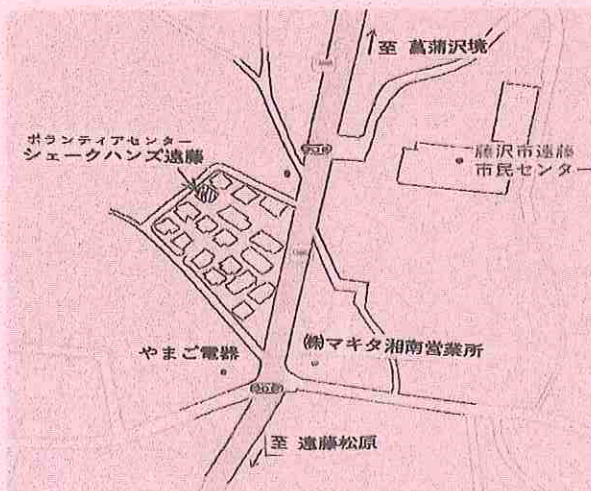 至 菖蒲沢境
ボランティアセンター
シェークハンズ遠藤
藤沢市遠藤
市民センター
やまご電器
㈱マキタ湘南営業所
至 遠藤松原